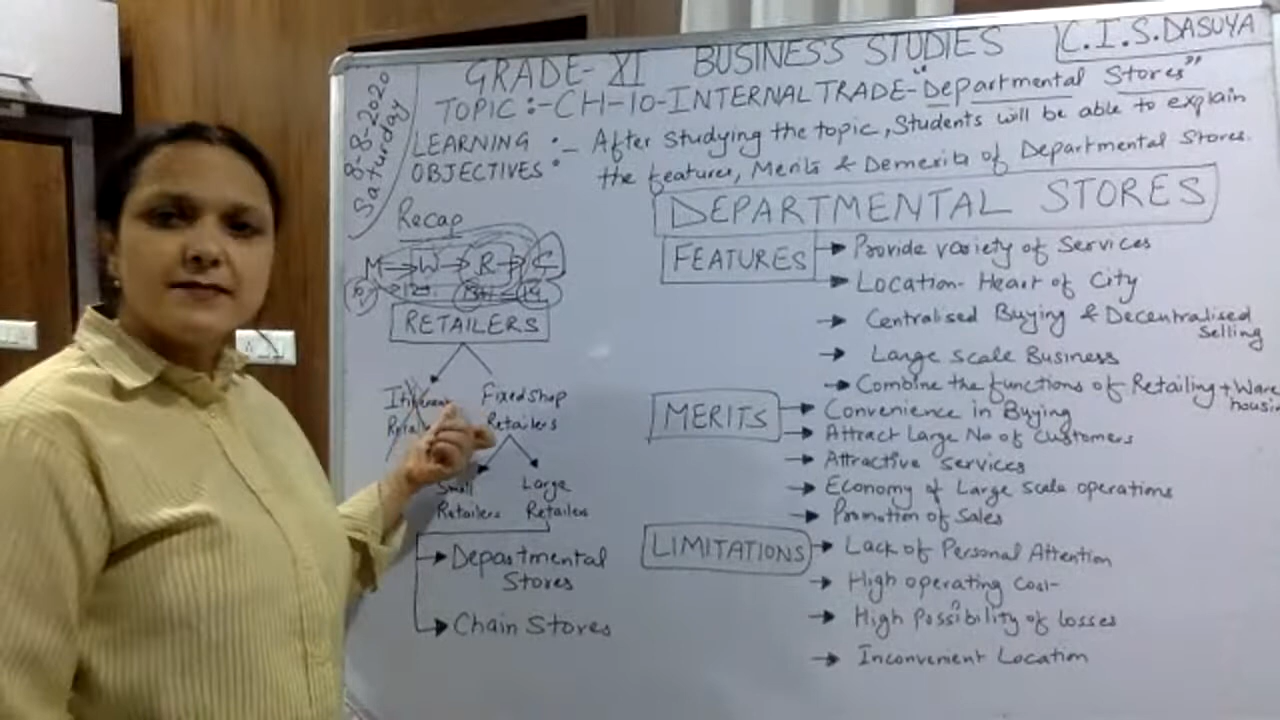 8-8-2020
Saturday
GRADE- XI BUSINESS STUDIES
C.I.S. DASUYA
TOPIC :- CH-10-INTERNAL TRADE-"Departmental Stores"
LEARNING OBJECTIVES :- After studying the topic, Students will be able to explain
the features, Merits & Demerits of Departmental Stores.
Recap
M → W → R → C
RETAILERS
Fixed Shop
Retailers
Small
Retailers
Large
Retailers
Departmental
Stores
Chain Stores
DEPARTMENTAL STORES
FEATURES
Provide variety of Services
Location- Heart of City
Centralised Buying & Decentralised
Selling
Large Scale Business
Combine the functions of Retailing + Ware
MERITS
Convenience in Buying
Attract Large No of Customers
Attractive Services
Economy of Large Scale operations
Promotion of Sales
LIMITATIONS
Lack of Personal Attention
High operating Cost-
High Possibility of losses
Inconvenient Location